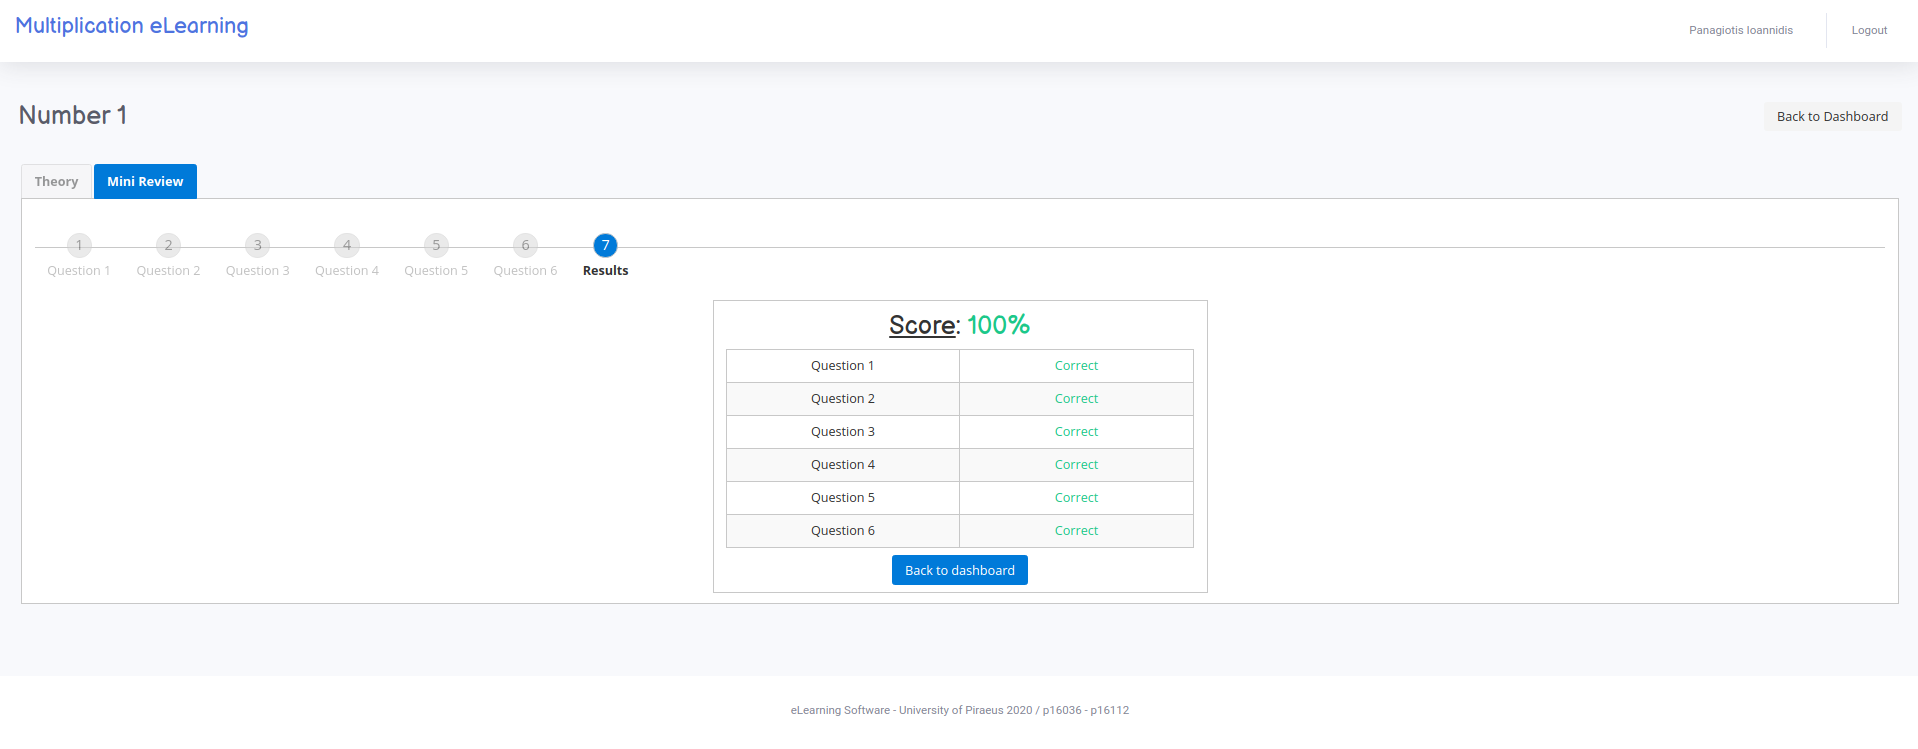 Multiplication eLearning
Panagiotis Ioannidis
Logout
Number 1
Back to Dashboard
Theory
Mini Review
1 2 3 4 5 6 7
Question 1 Question 2 Question 3 Question 4 Question 5 Question 6 Results
Score: 100%
Question 1 Correct
Question 2 Correct
Question 3 Correct
Question 4 Correct
Question 5 Correct
Question 6 Correct
Back to dashboard
eLearning Software - University of Piraeus 2020 / p16036 - p16112